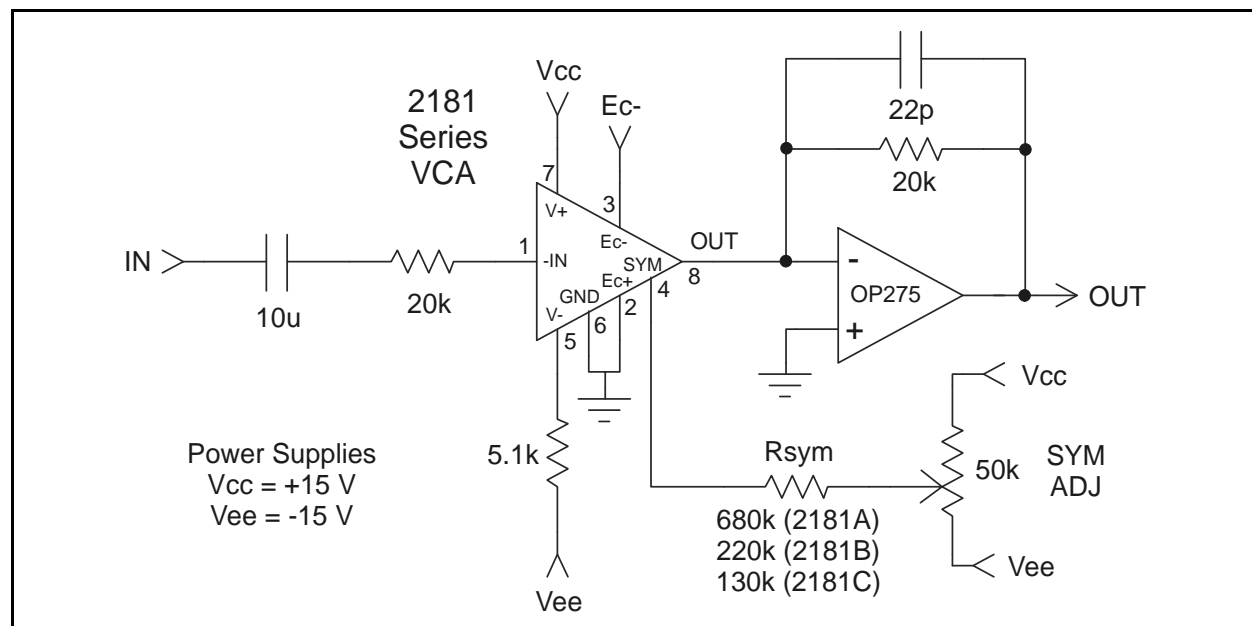 2181
Series
VCA
Vcc
Ec-
22p
20k
7
3
V+
Ec-
OUT
IN
1
-IN
SYM
8
-
10u
20k
GND
Ec+
4
OP275
OUT
V-
6
2
+
5
Vcc
Power Supplies
Vcc = +15 V
Vee = -15 V
5.1k
Rsym
50k
SYM
ADJ
680k (2181A)
220k (2181B)
130k (2181C)
Vee
Vee